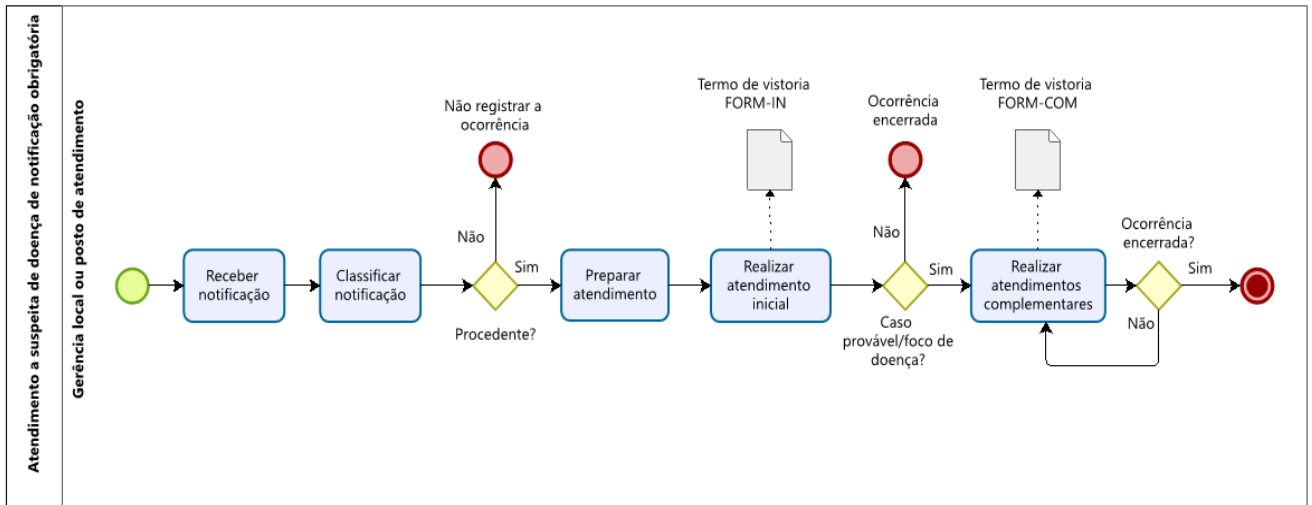 Atendimento a suspeita de doença de notificação obrigatória
Gerência local ou posto de atendimento
Receber
notificação
Classificar
notificação
Não registrar a
ocorrência
Não
Sim
Procedente?
Preparar
atendimento
Termo de vistoria
FORM-IN
Realizar
atendimento
inicial
Ocorrência
encerrada
Não
Sim
Caso
provável/foco de
doença?
Termo de vistoria
FORM-COM
Realizar
atendimentos
complementares
Ocorrência
encerrada?
Sim
Não